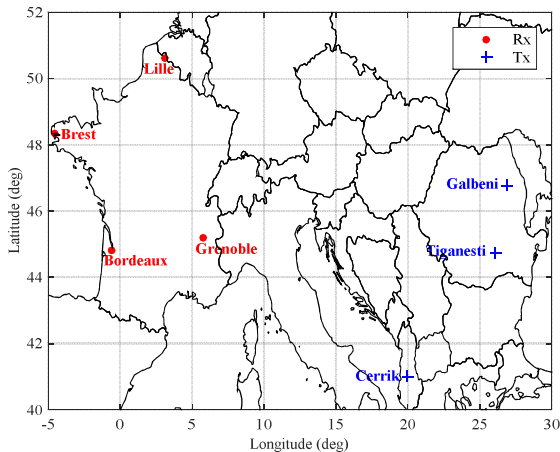 52
50
48
46
44
42
40
Latitude (deg)
Rx
Tx
Lille
Brest
Galbeni
Grenoble
Tiganesti
Bordeaux
Cerrik
-5 0 5 10 15 20 25 30
Longitude (deg)